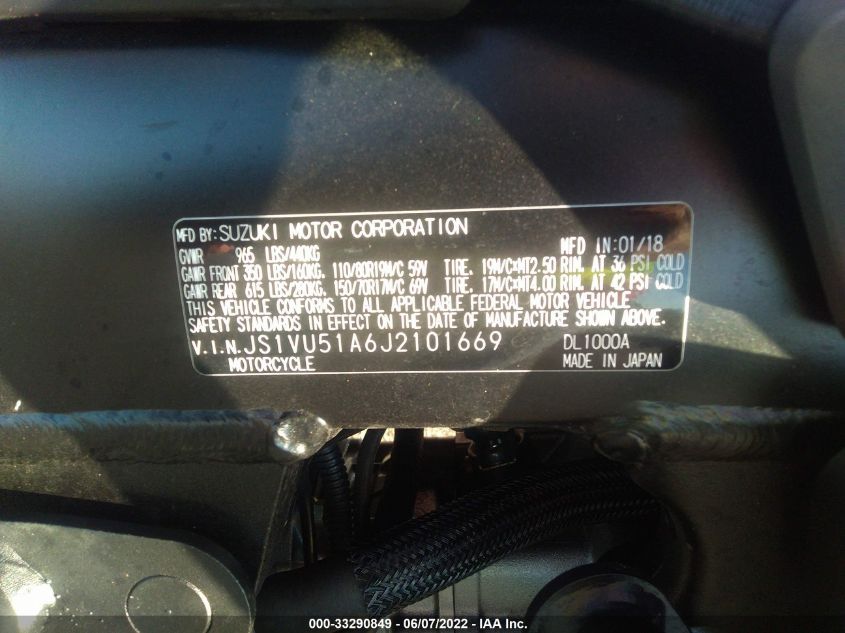 MFD BY: SUZUKI MOTOR CORPORATION
GVWR 965 LBS/440KG MFD IN: 01/18
GAWR FRONT 350 LBS/160KG. 110/80R19M/C 59V TIRE. 19M/C×MT2.50 RIM. AT 36 PSI COLD
GAWR REAR 615 LBS/280KG. 150/70R17M/C 69V TIRE. 17M/C×MT4.00 RIM. AT 42 PSI COLD
THIS VEHICLE CONFORMS TO ALL APPLICABLE FEDERAL MOTOR VEHICLE
SAFETY STANDARDS IN EFFECT ON THE DATE OF MANUFACTURE SHOWN ABOVE.
V.I.N. JS1VU51A6J2101669 DL1000A
MOTORCYCLE MADE IN JAPAN
000-33290849 - 06/07/2022 - IAA Inc.